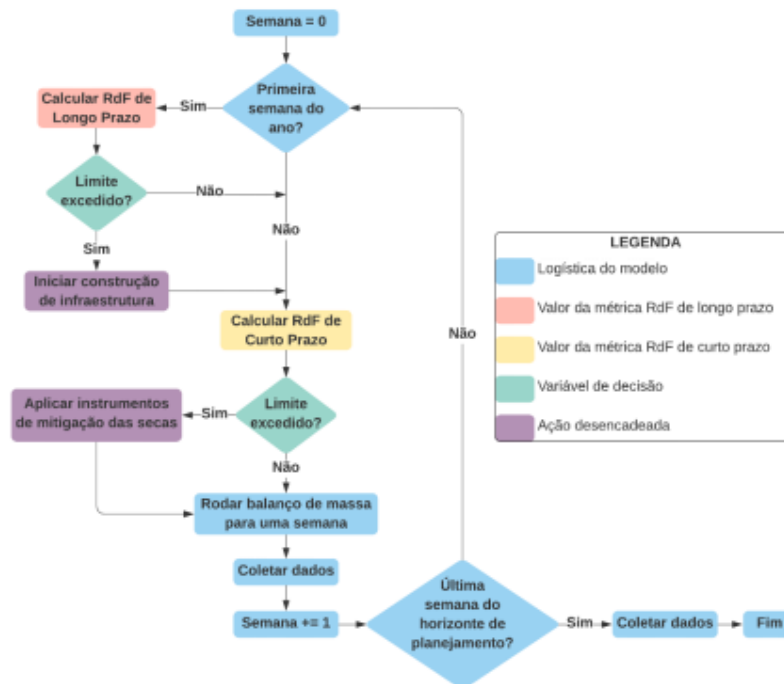 Semana = 0
Primeira
semana do
ano?
Sim
Calcular RdF de
Longo Prazo
Limite
excedido?
Não
Não
Sim
Iniciar construção
de infraestrutura
Calcular RdF de
Curto Prazo
Limite
excedido?
Sim
Aplicar instrumentos
de mitigação das secas
Não
Rodar balanço de massa
para uma semana
Coletar dados
Semana += 1
Última
semana do
horizonte de
planejamento?
Não
Sim
Coletar dados
Fim
LEGENDA
Logística do modelo
Valor da métrica RdF de longo prazo
Valor da métrica RdF de curto prazo
Variável de decisão
Ação desencadeada